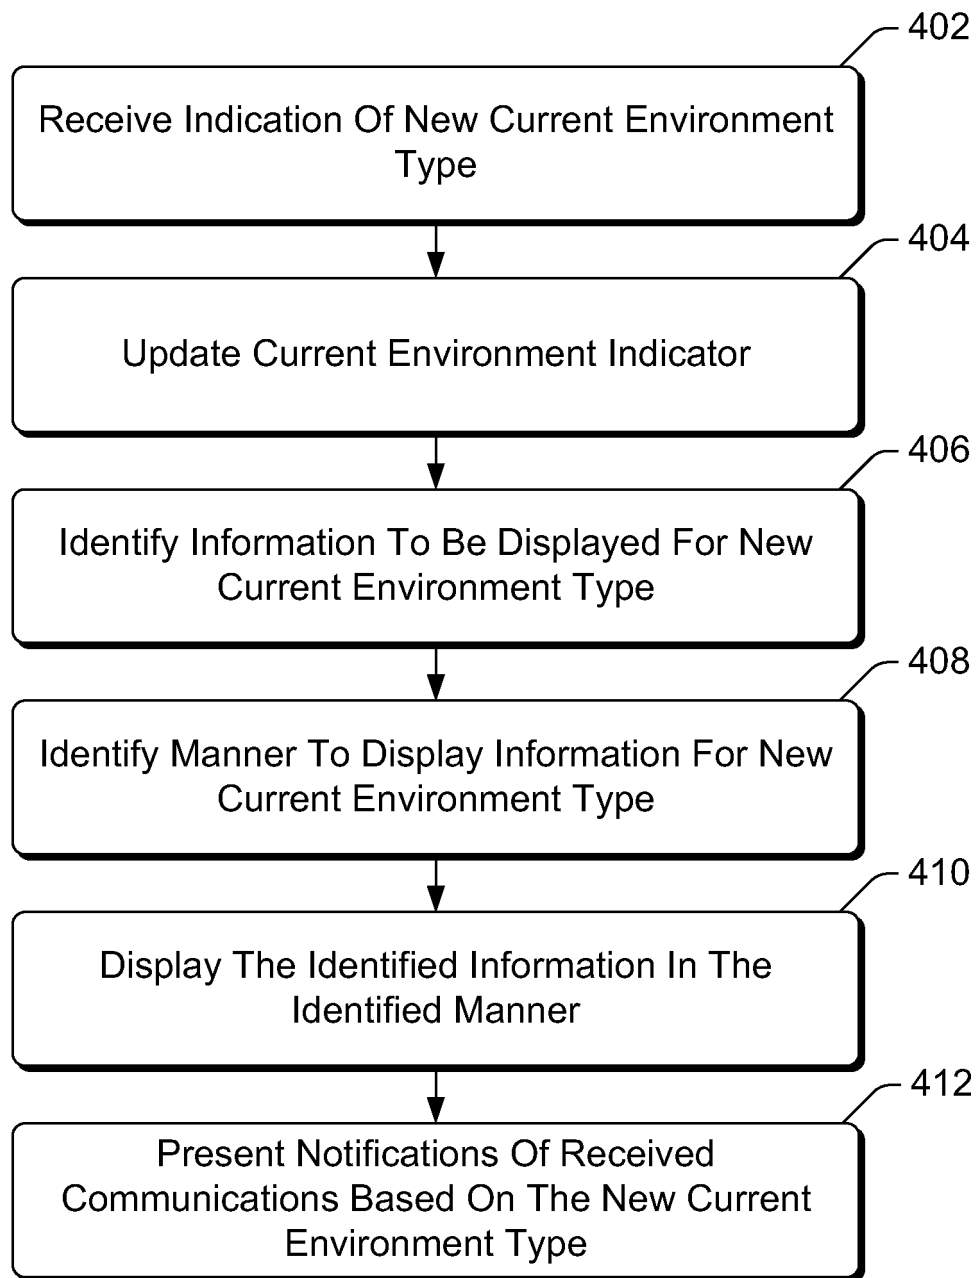 402
Receive Indication Of New Current Environment
Type
404
Update Current Environment Indicator
406
Identify Information To Be Displayed For New
Current Environment Type
408
Identify Manner To Display Information For New
Current Environment Type
410
Display The Identified Information In The
Identified Manner
412
Present Notifications Of Received
Communications Based On The New Current
Environment Type